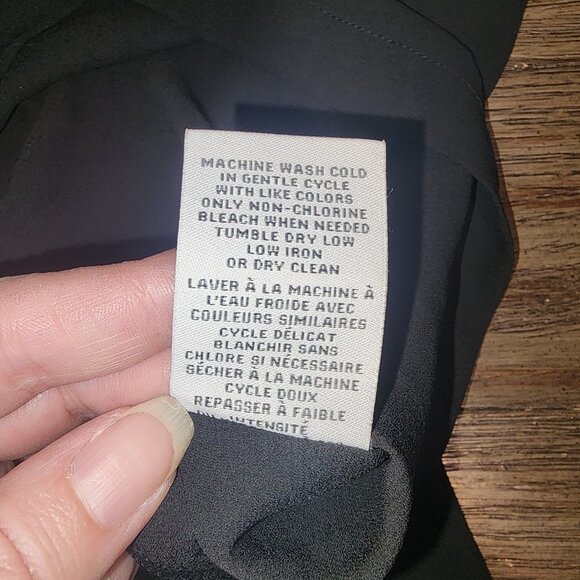 MACHINE WASH COLD
IN GENTLE CYCLE
WITH LIKE COLORS
ONLY NON-CHLORINE
BLEACH WHEN NEEDED
TUMBLE DRY LOW
LOW IRON
OR DRY CLEAN
LAVER À LA MACHINE À
L'EAU FROIDE AVEC
COULEURS SIMILAIRES
CYCLE DÉLICAT
BLANCHIR SANS
CHLORE SI NÉCESSAIRE
SÉCHER À LA MACHINE
CYCLE DOUX
REPASSER À FAIBLE
INTENSITÉ